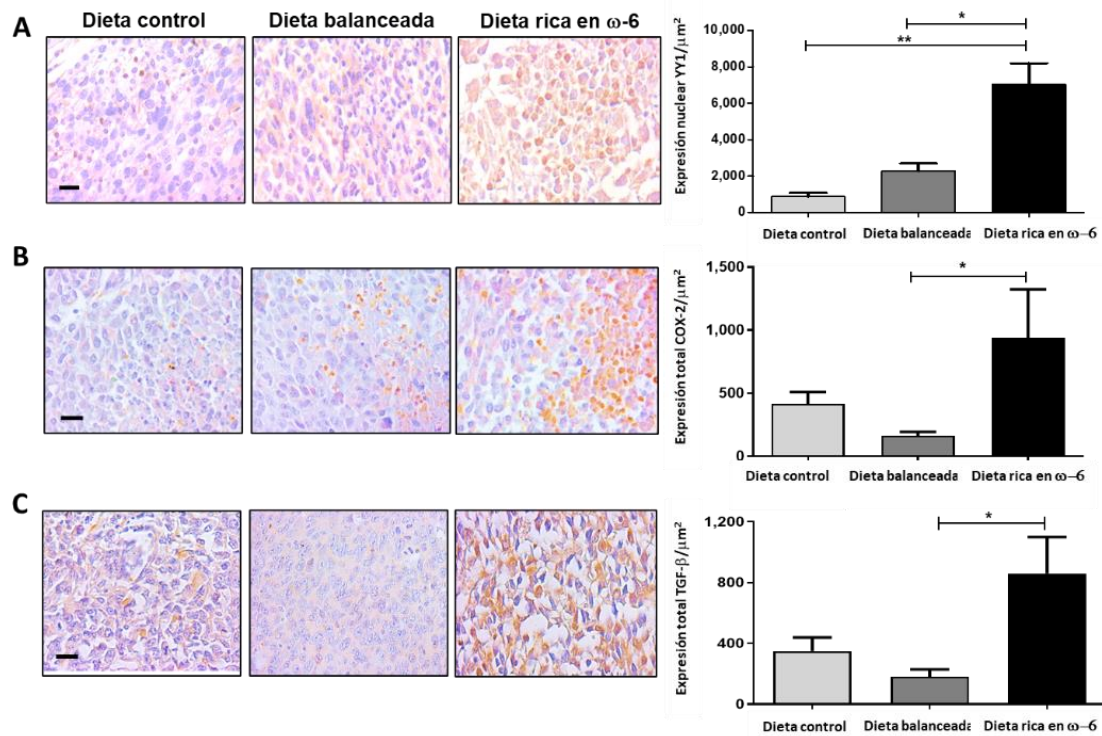 A
Dieta control
Dieta balanceada
Dieta rica en ω-6
Expresión nuclear YY1/μm²
10,000
8,000
6,000
4,000
2,000
0
*
**
Dieta control
Dieta balanceada
Dieta rica en ω–6
B
Expresión total COX-2/μm²
1,500
1,000
500
0
*
Dieta control
Dieta balanceada
Dieta rica en ω–6
C
Expresión total TGF-β/μm²
1,200
800
400
0
*
Dieta control
Dieta balanceada
Dieta rica en ω–6